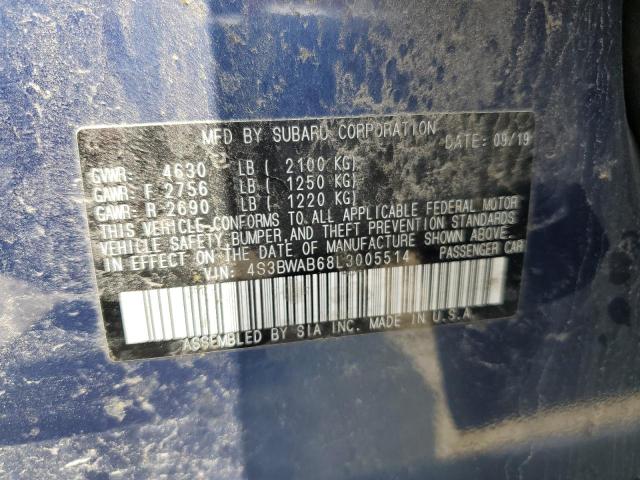 MFD BY SUBARU CORPORATION DATE: 09/19
GVWR: 4630 LB ( 2100 KG)
GAWR: F 2756 LB ( 1250 KG)
GAWR: R 2690 LB ( 1220 KG)
THIS VEHICLE CONFORMS TO ALL APPLICABLE FEDERAL MOTOR
VEHICLE SAFETY, BUMPER, AND THEFT PREVENTION STANDARDS
IN EFFECT ON THE DATE OF MANUFACTURE SHOWN ABOVE.
VIN: 4S3BWAB68L3005514 PASSENGER CAR
ASSEMBLED BY SIA INC. MADE IN U.S.A.